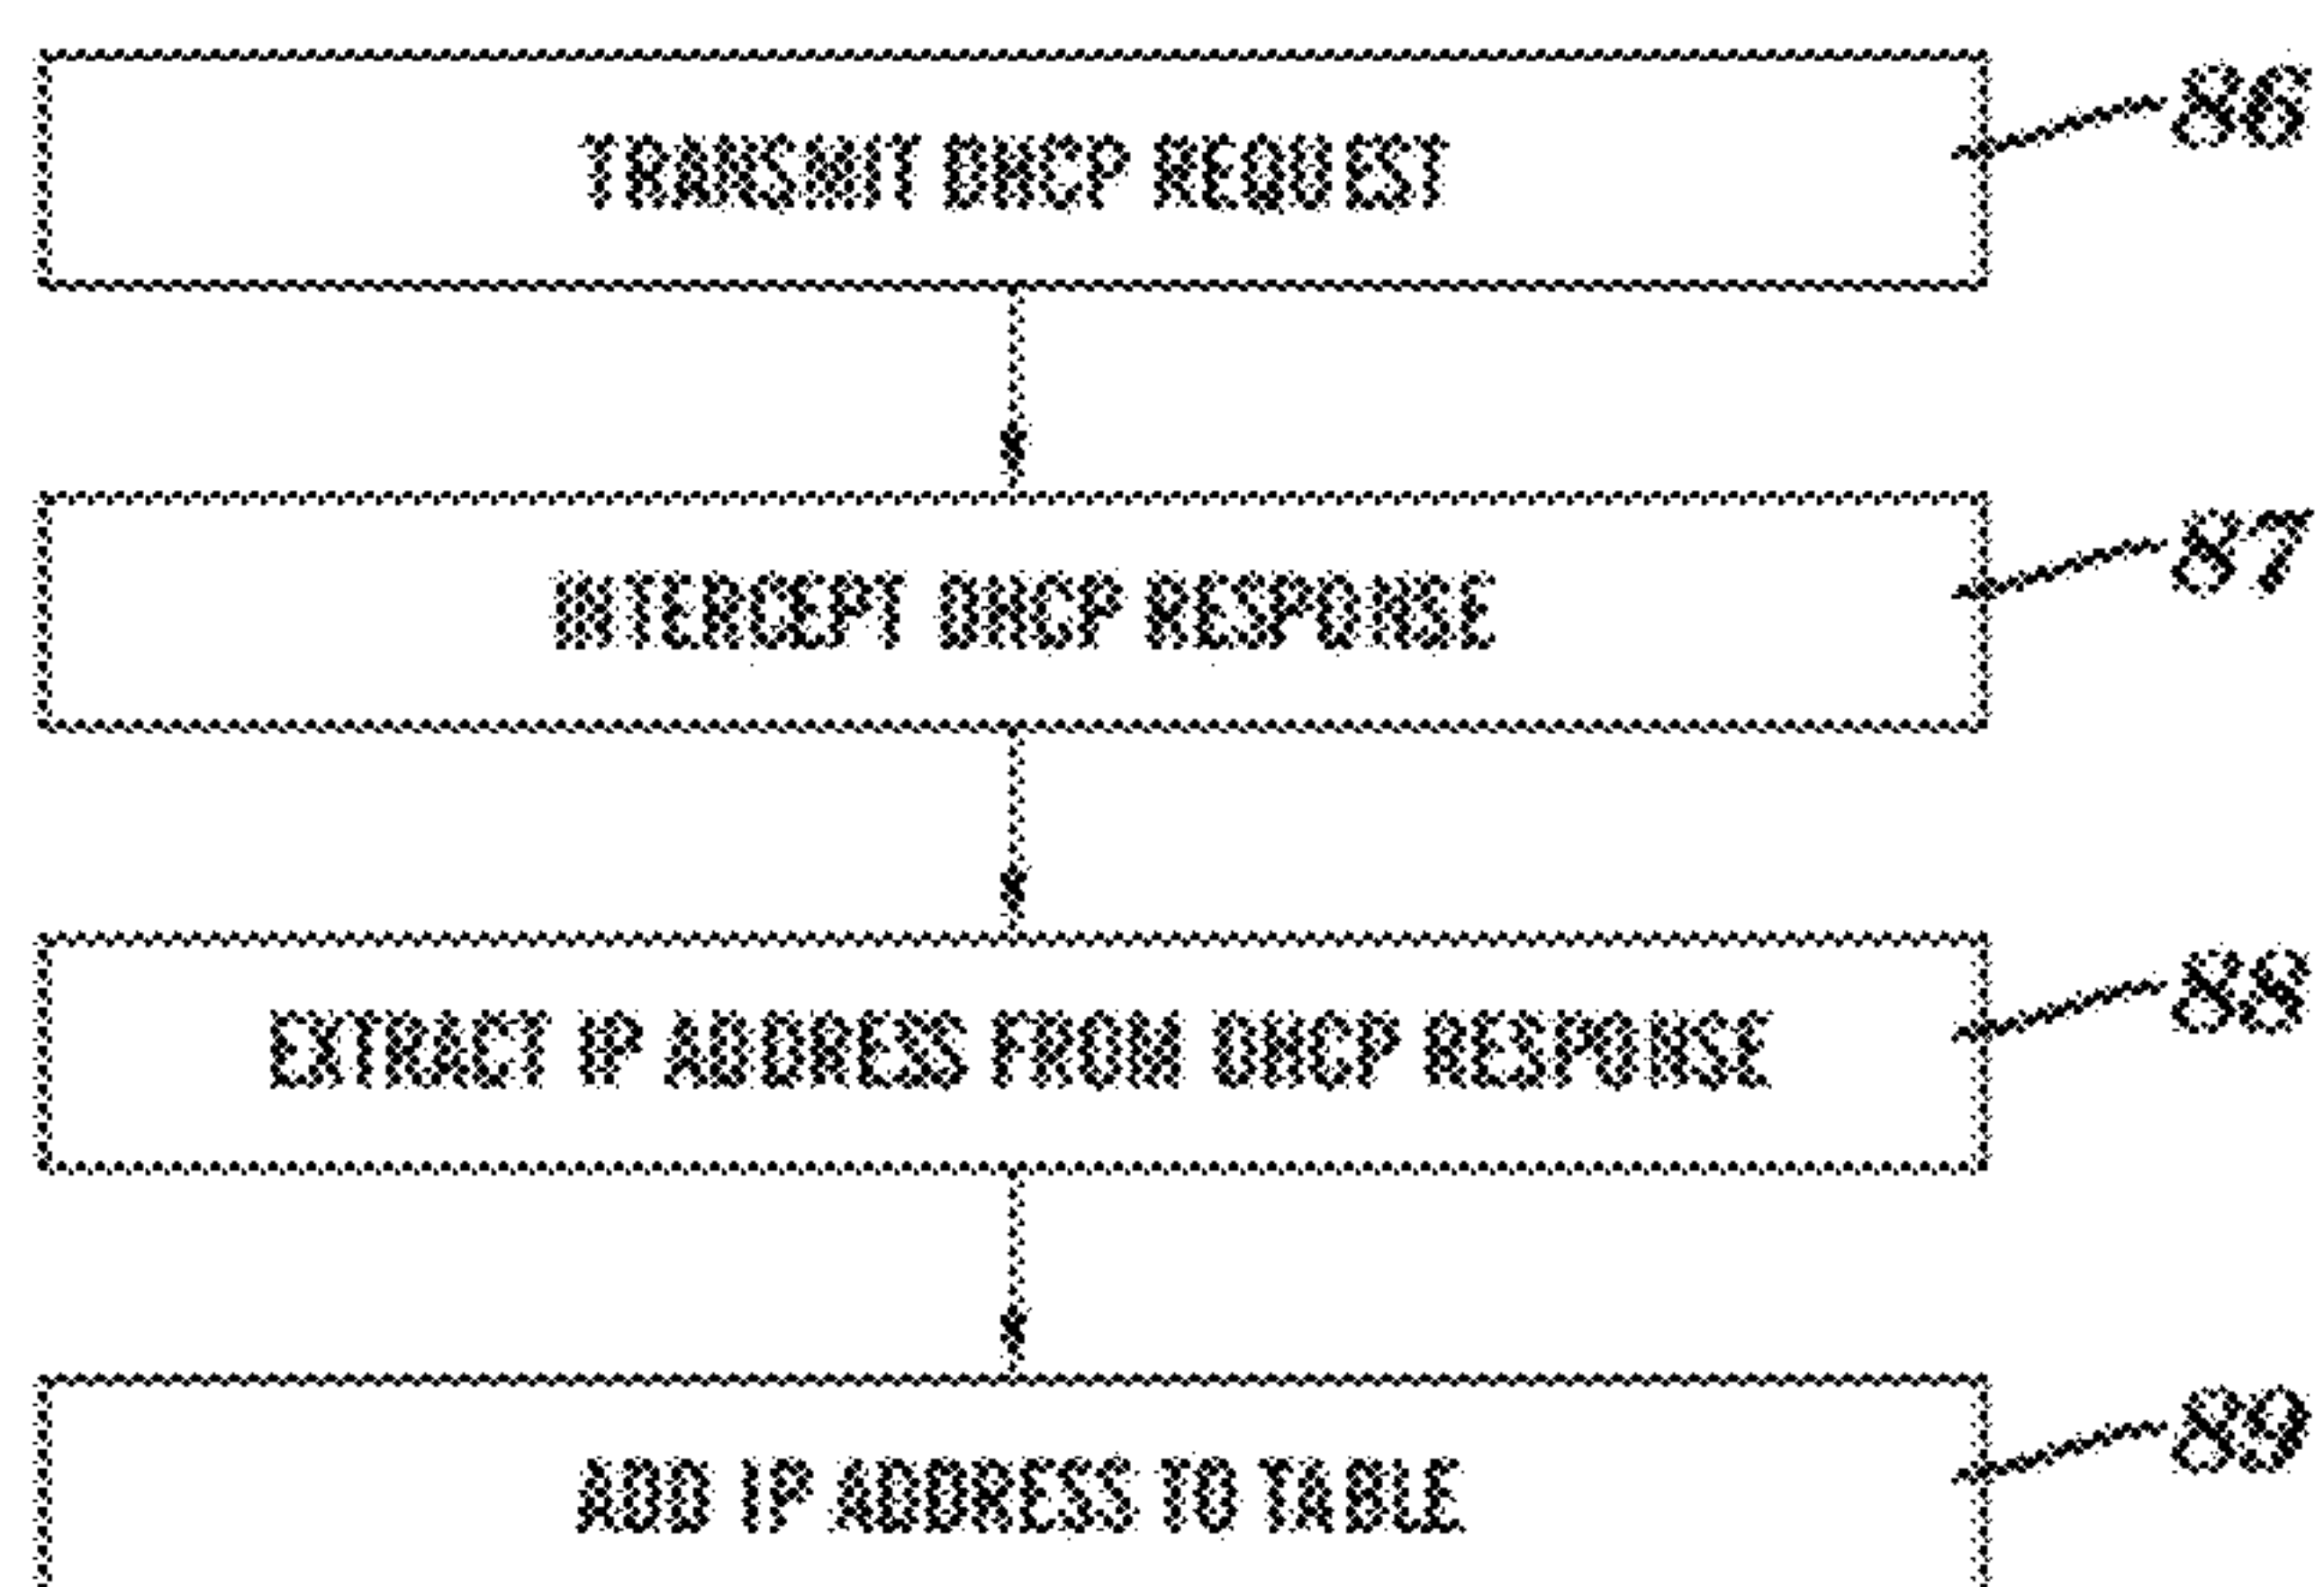 TRANSMIT DHCP REQUEST 86
INTERCEPT DHCP RESPONSE 87
EXTRACT IP ADDRESS FROM DHCP RESPONSE 88
ADD IP ADDRESS TO TABLE 89